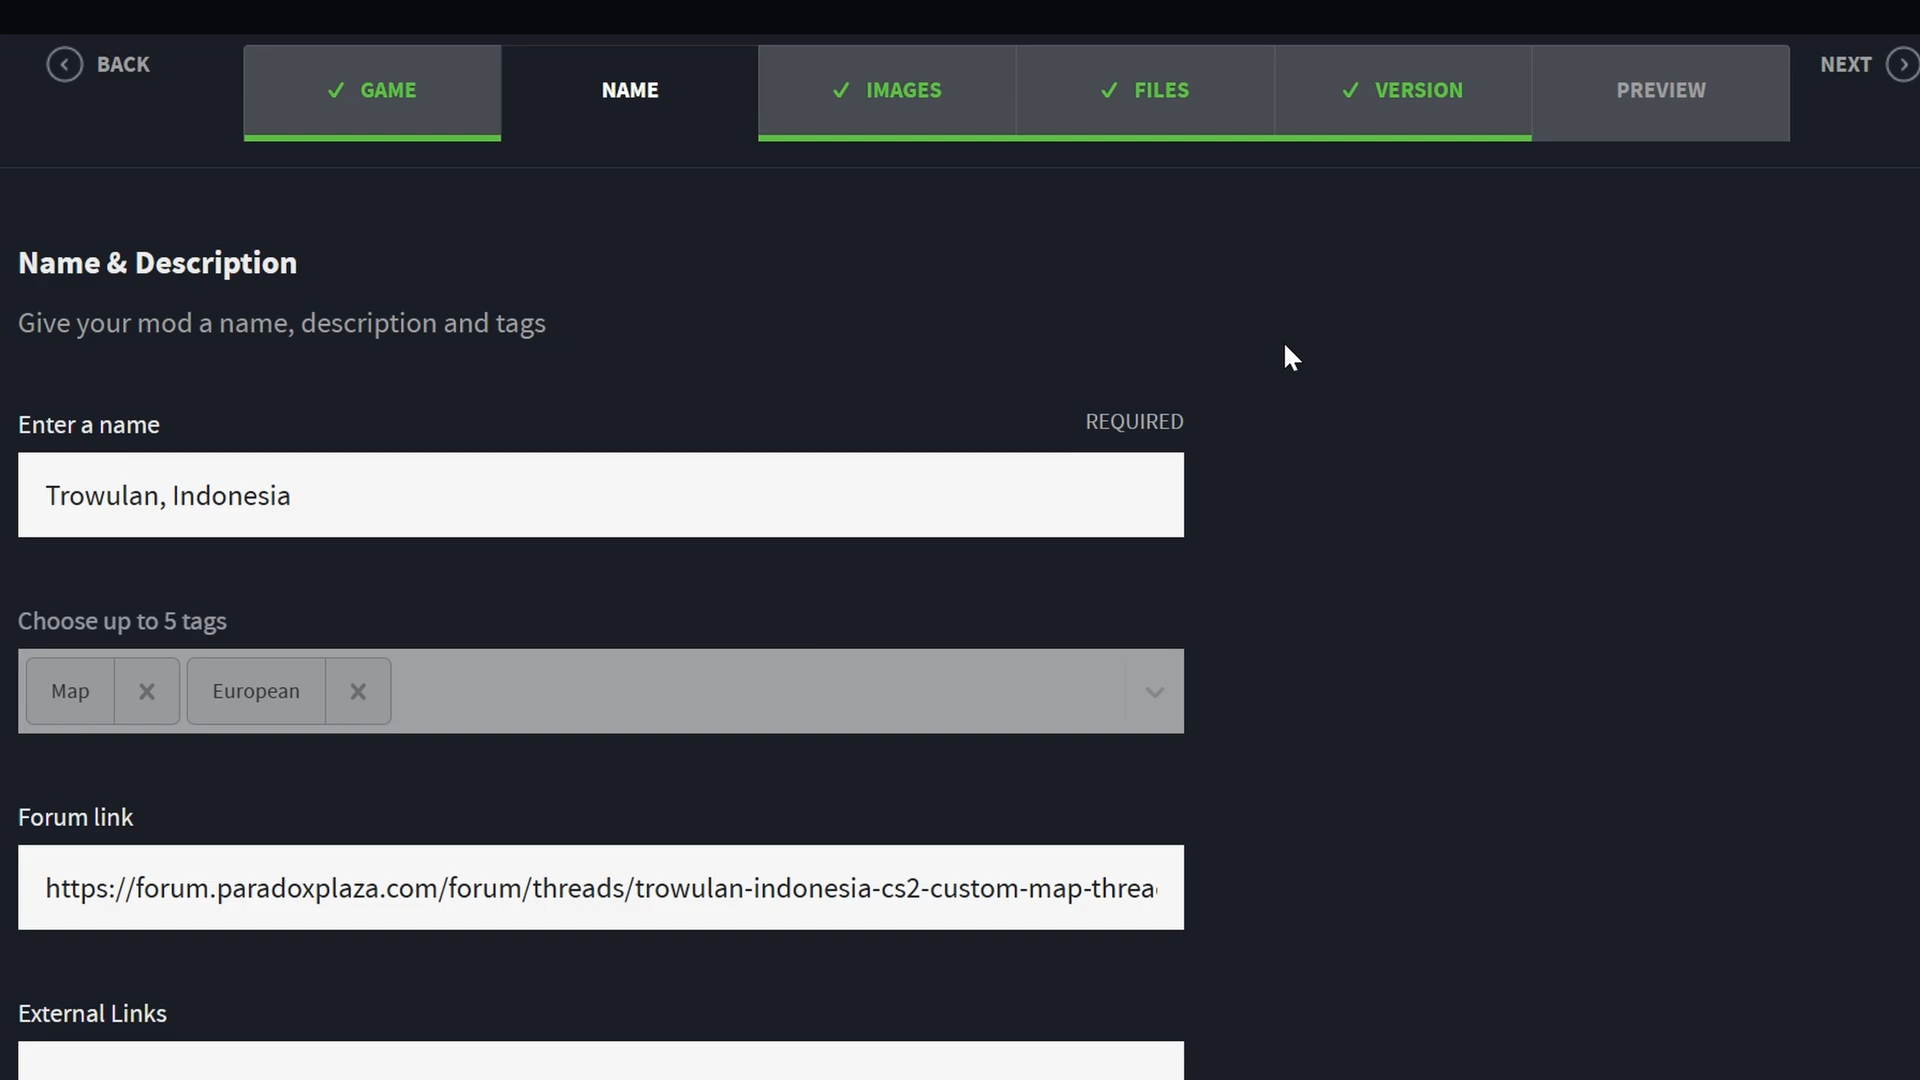 BACK
GAME
NAME
IMAGES
FILES
VERSION
PREVIEW
NEXT
Name & Description
Give your mod a name, description and tags
Enter a name
REQUIRED
Trowulan, Indonesia
Choose up to 5 tags
Map
European
Forum link
https://forum.paradoxplaza.com/forum/threads/trowulan-indonesia-cs2-custom-map-threa
External Links